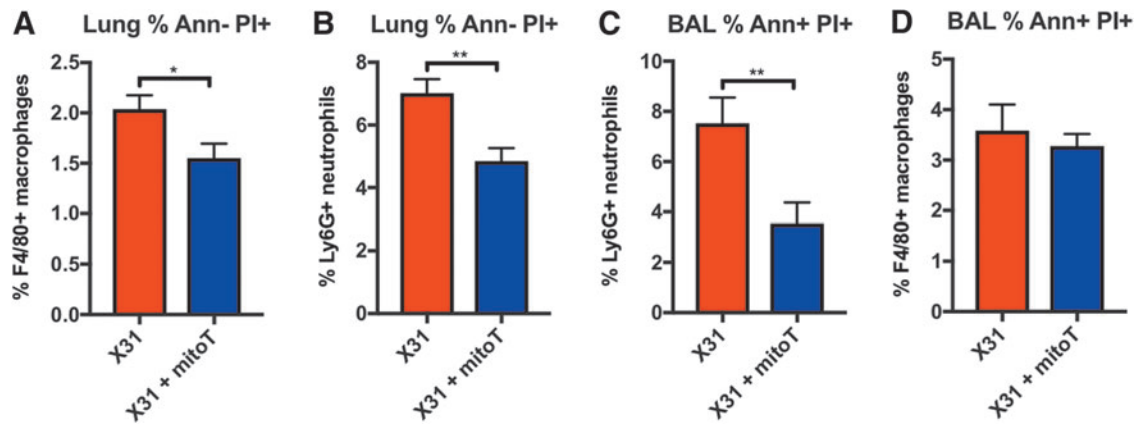 A Lung % Ann- PI+
% F4/80+ macrophages
2.5
2.0
1.5
1.0
0.5
0.0
*
X31
X31 + mitoT
B Lung % Ann- PI+
% Ly6G+ neutrophils
8
6
4
2
0
**
X31
X31 + mitoT
C BAL % Ann+ PI+
% Ly6G+ neutrophils
10
8
6
4
2
0
**
X31
X31 + mitoT
D BAL % Ann+ PI+
% F4/80+ macrophages
5
4
3
2
1
0
X31
X31 + mitoT